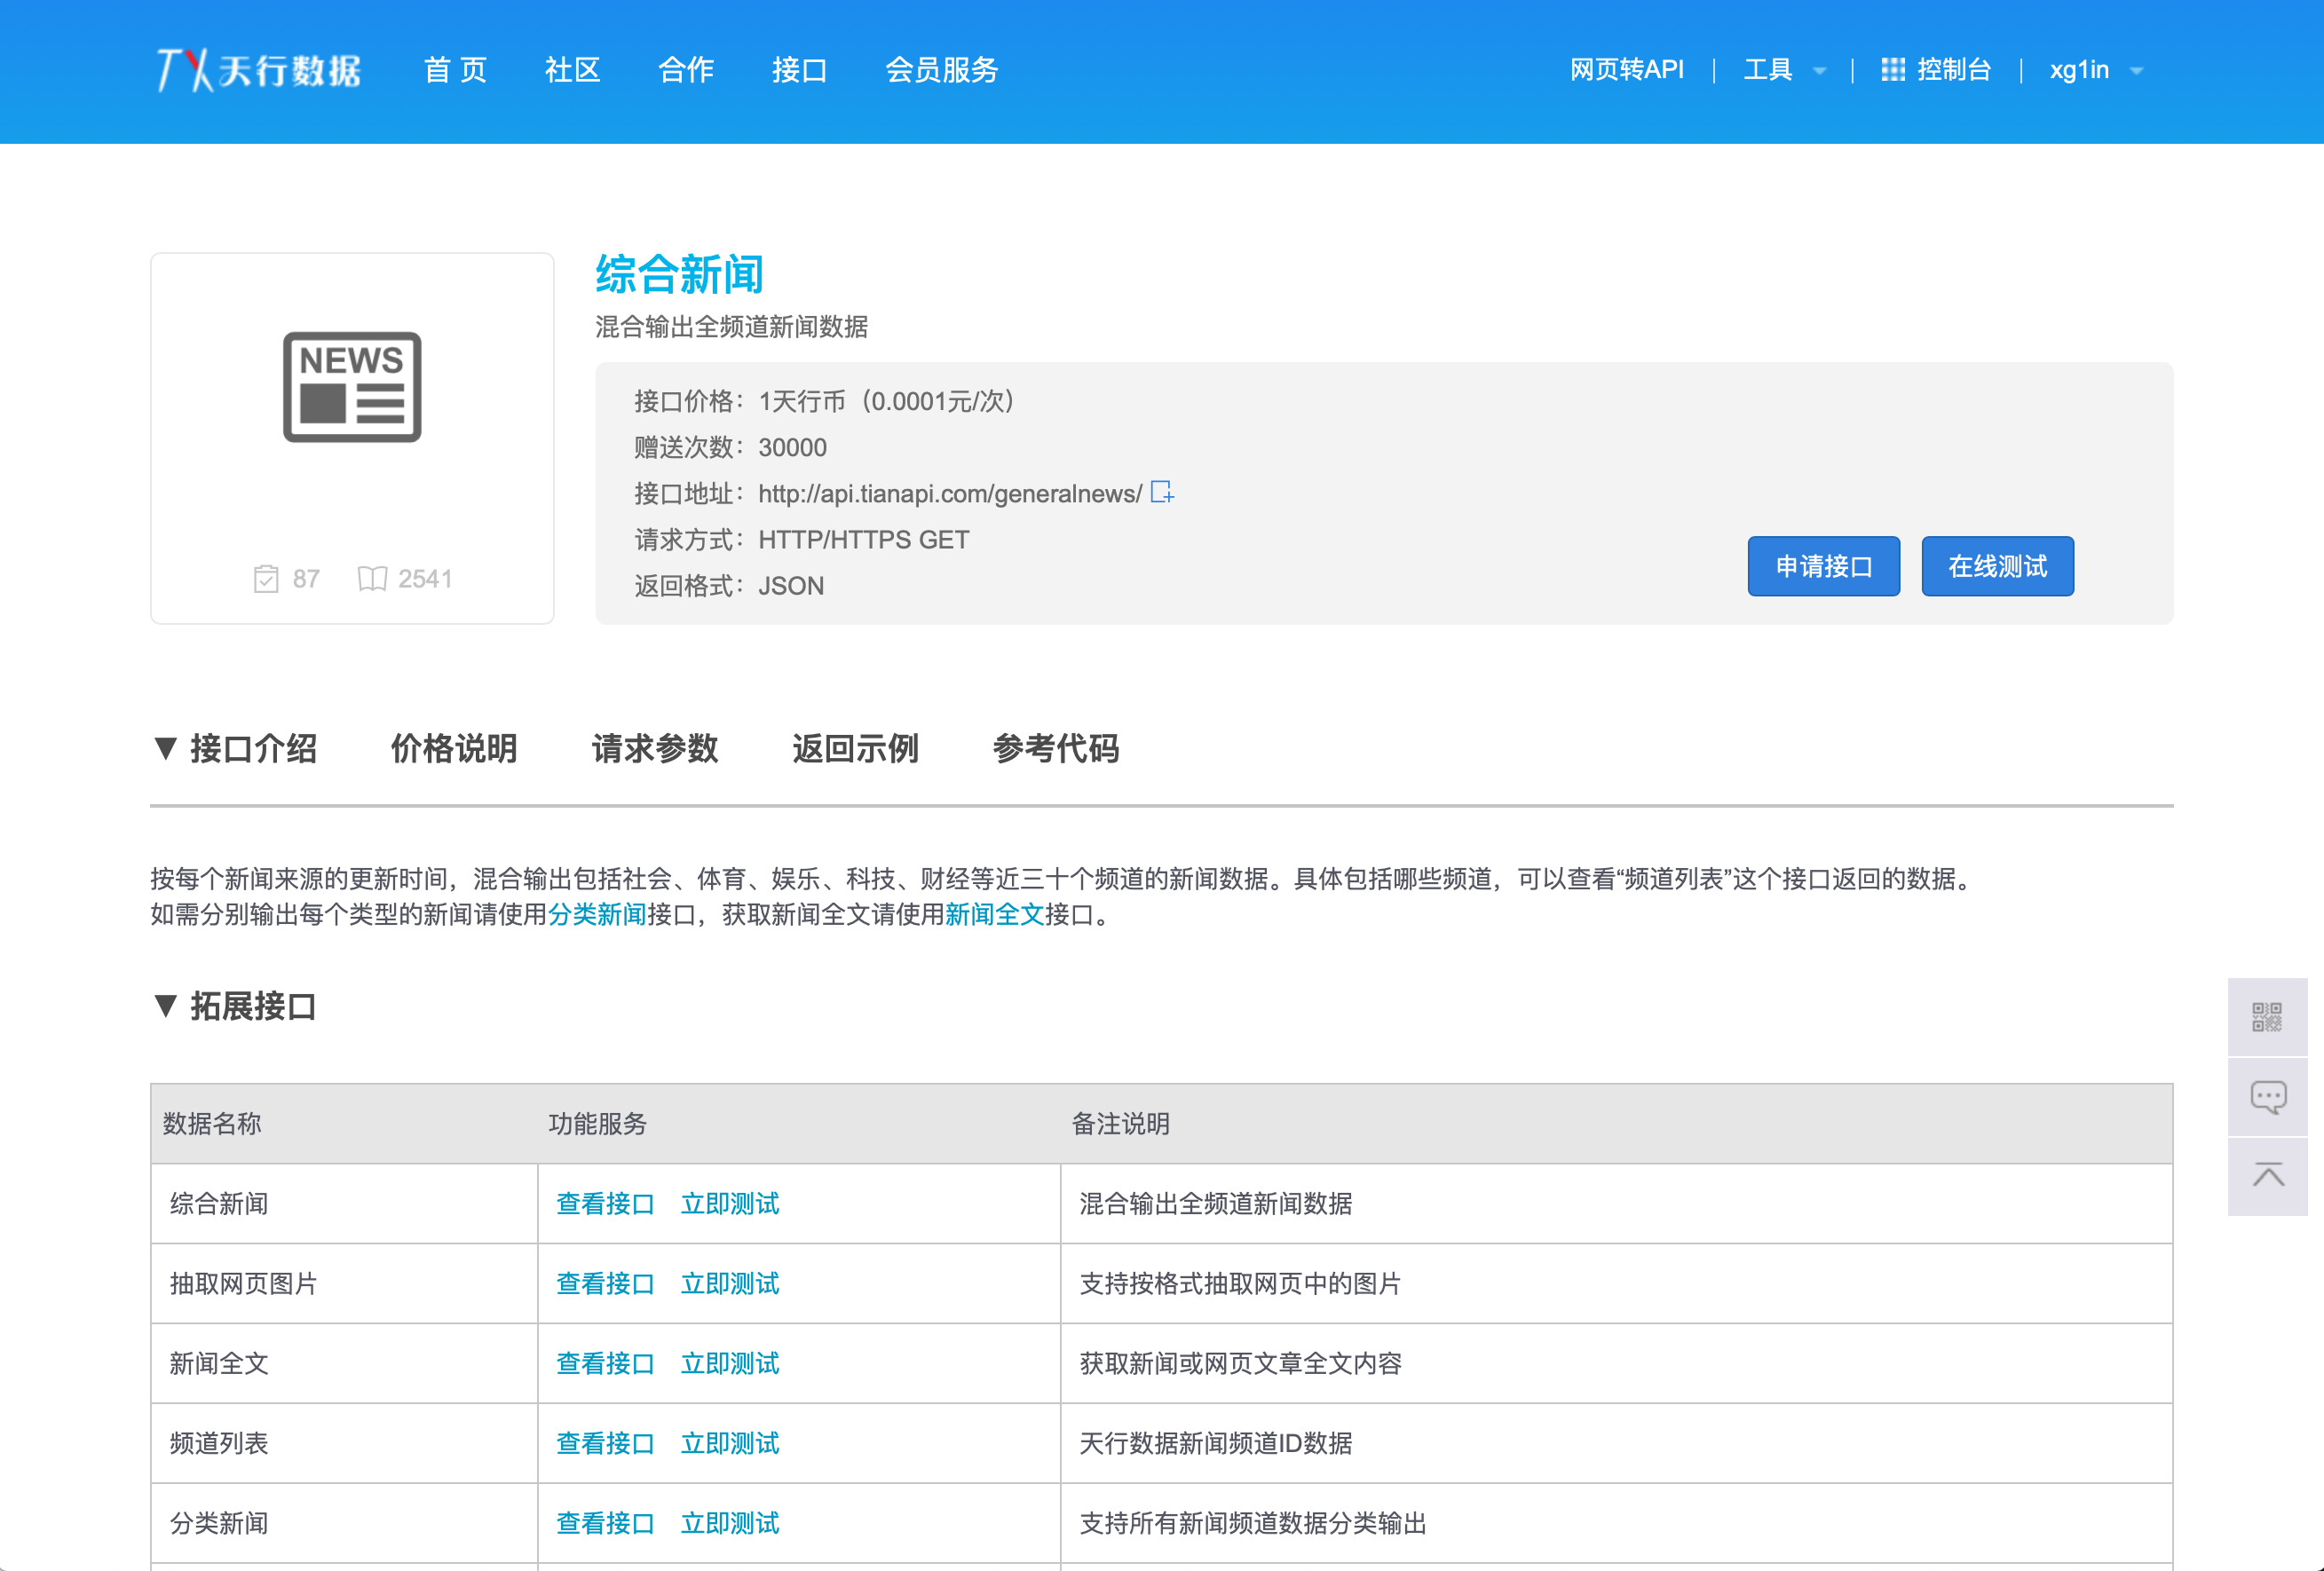 TX天行数据 首 页 社区 合作 接口 会员服务 网页转API | 工具 | 控制台 | xg1in
综合新闻
混合输出全频道新闻数据
NEWS
87 2541
接口价格：1天行币（0.0001元/次）
赠送次数：30000
接口地址：http://api.tianapi.com/generalnews/
请求方式：HTTP/HTTPS GET
返回格式：JSON
申请接口 在线测试
▼ 接口介绍 价格说明 请求参数 返回示例 参考代码
按每个新闻来源的更新时间，混合输出包括社会、体育、娱乐、科技、财经等近三十个频道的新闻数据。具体包括哪些频道，可以查看“频道列表”这个接口返回的数据。
如需分别输出每个类型的新闻请使用分类新闻接口，获取新闻全文请使用新闻全文接口。
▼ 拓展接口
数据名称 功能服务 备注说明
综合新闻 查看接口 立即测试 混合输出全频道新闻数据
抽取网页图片 查看接口 立即测试 支持按格式抽取网页中的图片
新闻全文 查看接口 立即测试 获取新闻或网页文章全文内容
频道列表 查看接口 立即测试 天行数据新闻频道ID数据
分类新闻 查看接口 立即测试 支持所有新闻频道数据分类输出